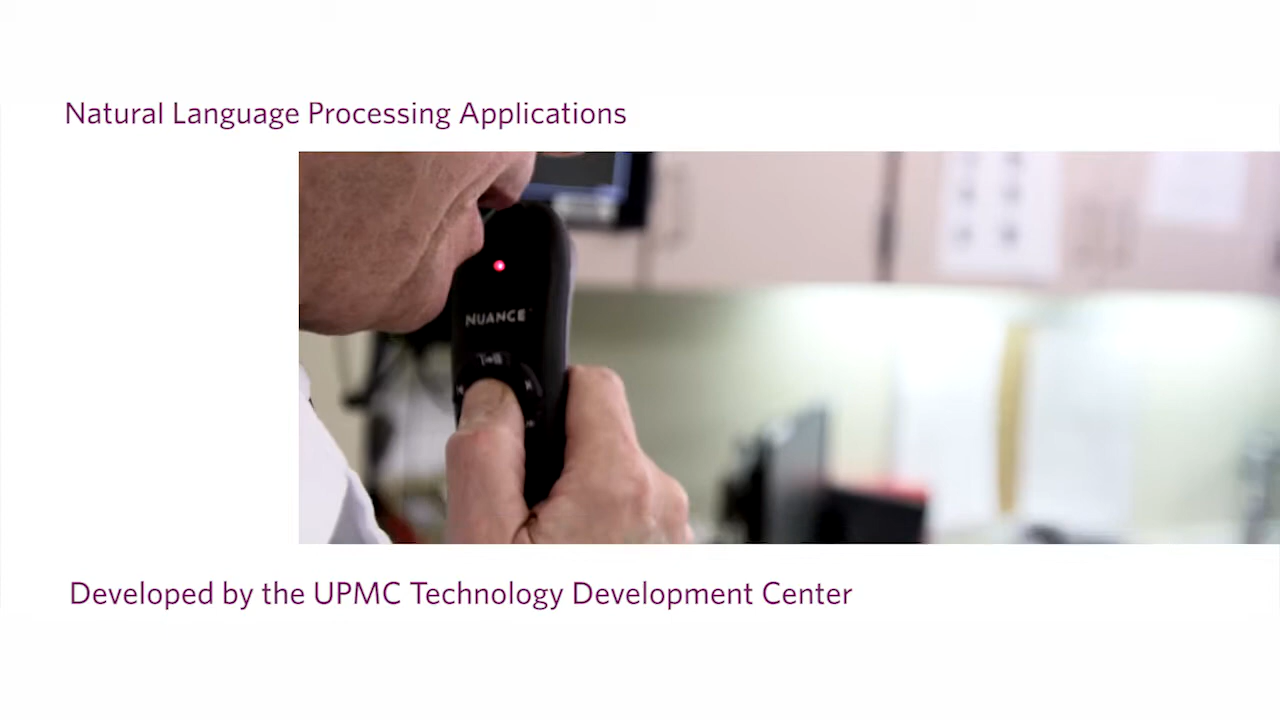 Natural Language Processing Applications
NUANCE
Developed by the UPMC Technology Development Center